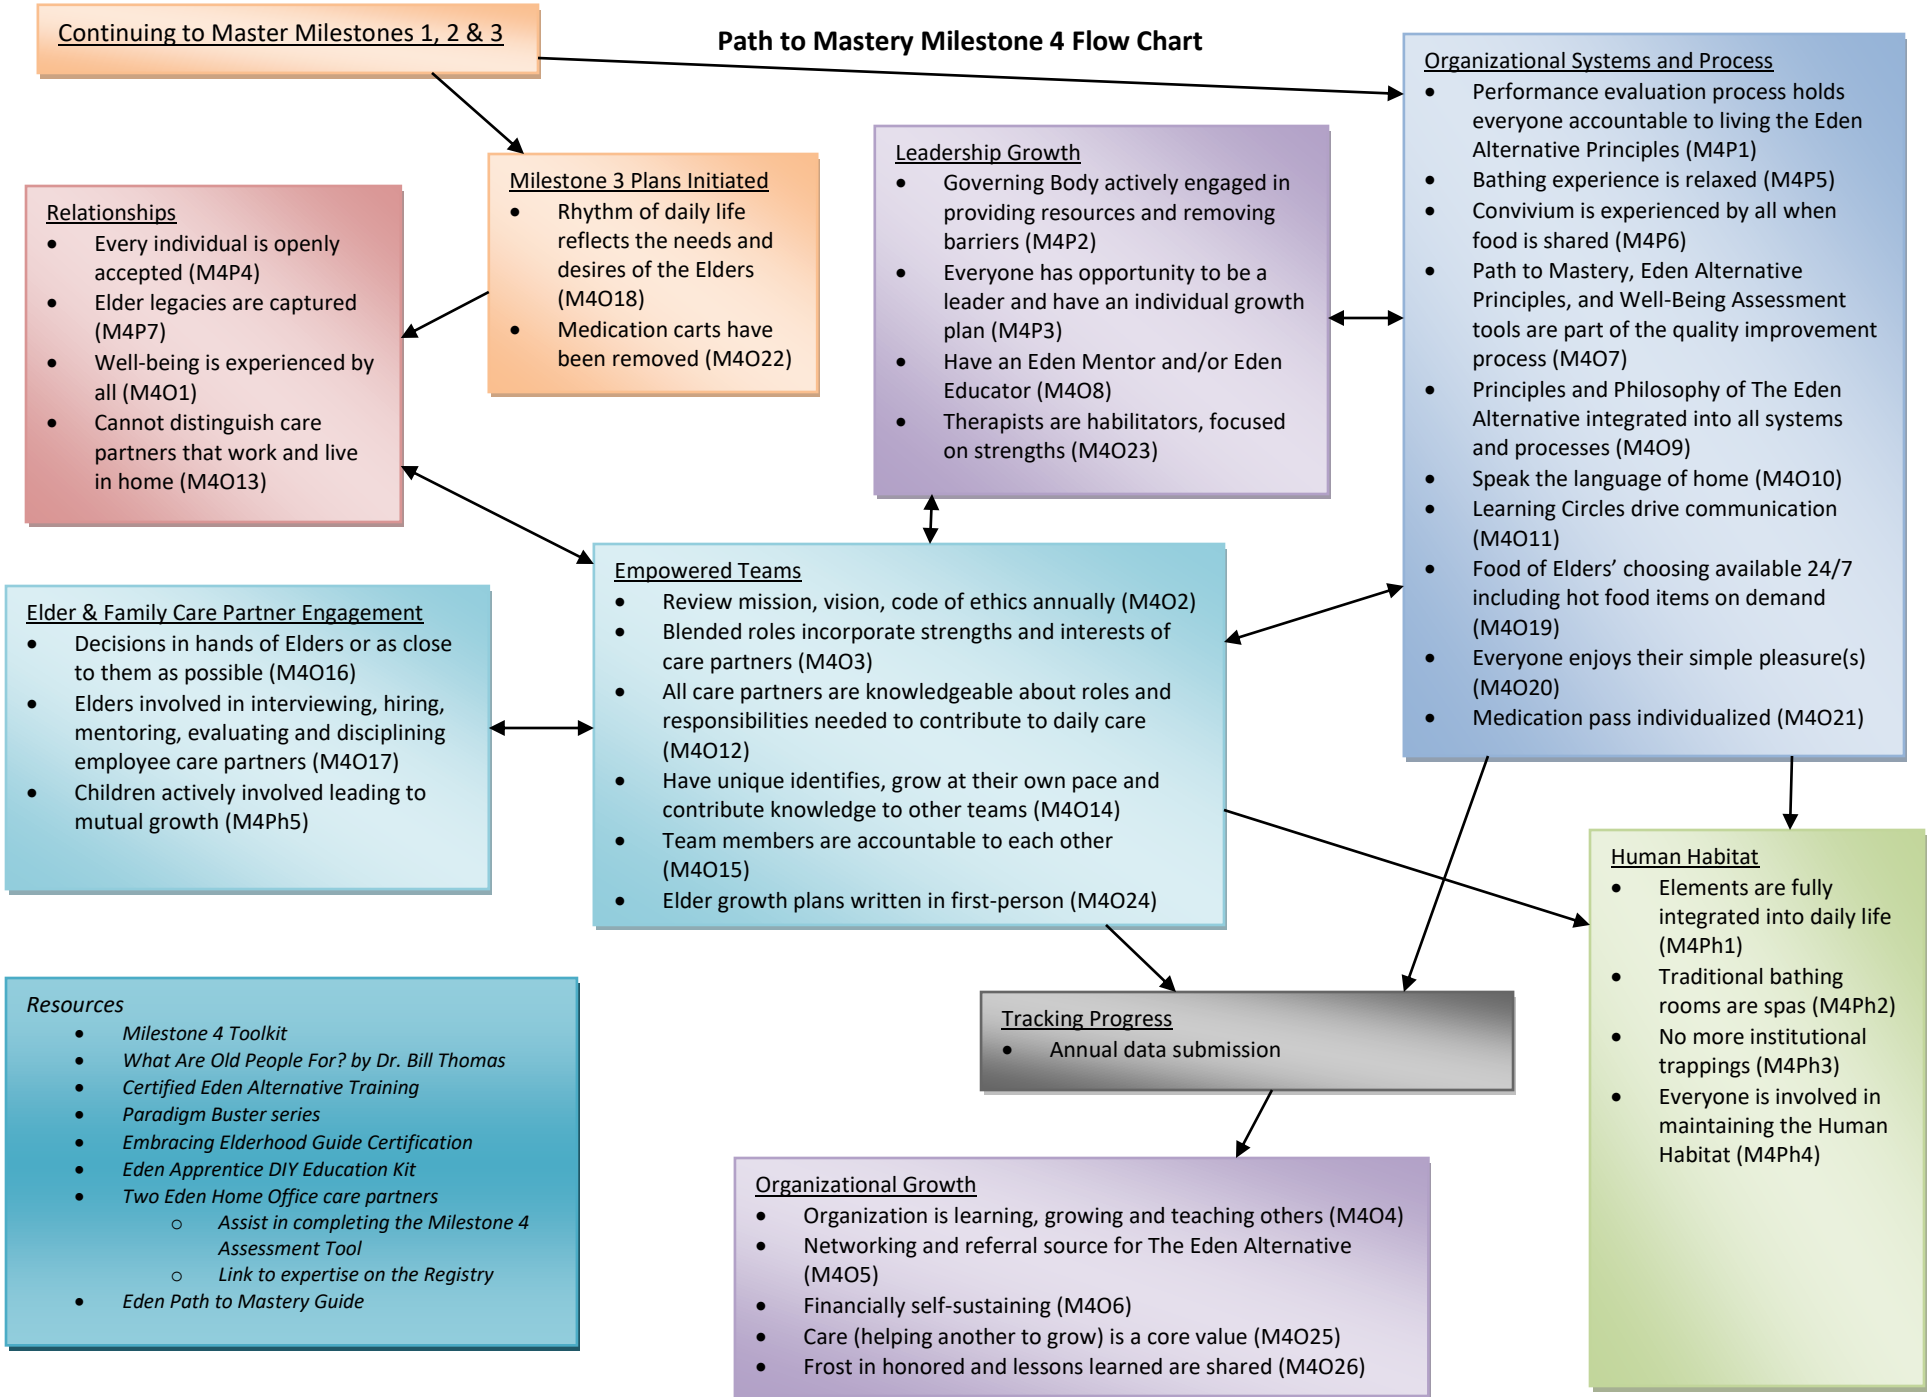 Continuing to Master Milestones 1, 2 & 3
Path to Mastery Milestone 4 Flow Chart
Organizational Systems and Process
• Performance evaluation process holds
everyone accountable to living the Eden
Alternative Principles (M4P1)
• Bathing experience is relaxed (M4P5)
• Convivium is experienced by all when
food is shared (M4P6)
• Path to Mastery, Eden Alternative
Principles, and Well-Being Assessment
tools are part of the quality improvement
process (M4O7)
• Principles and Philosophy of The Eden
Alternative integrated into all systems
and processes (M4O9)
• Speak the language of home (M4O10)
• Learning Circles drive communication
(M4O11)
• Food of Elders’ choosing available 24/7
including hot food items on demand
(M4O19)
• Everyone enjoys their simple pleasure(s)
(M4O20)
• Medication pass individualized (M4O21)
Leadership Growth
• Governing Body actively engaged in
providing resources and removing
barriers (M4P2)
• Everyone has opportunity to be a
leader and have an individual growth
plan (M4P3)
• Have an Eden Mentor and/or Eden
Educator (M4O8)
• Therapists are habilitators, focused
on strengths (M4O23)
Milestone 3 Plans Initiated
• Rhythm of daily life
reflects the needs and
desires of the Elders
(M4O18)
• Medication carts have
been removed (M4O22)
Relationships
• Every individual is openly
accepted (M4P4)
• Elder legacies are captured
(M4P7)
• Well-being is experienced by
all (M4O1)
• Cannot distinguish care
partners that work and live
in home (M4O13)
Empowered Teams
• Review mission, vision, code of ethics annually (M4O2)
• Blended roles incorporate strengths and interests of
care partners (M4O3)
• All care partners are knowledgeable about roles and
responsibilities needed to contribute to daily care
(M4O12)
• Have unique identifies, grow at their own pace and
contribute knowledge to other teams (M4O14)
• Team members are accountable to each other
(M4O15)
• Elder growth plans written in first-person (M4O24)
Elder & Family Care Partner Engagement
• Decisions in hands of Elders or as close
to them as possible (M4O16)
• Elders involved in interviewing, hiring,
mentoring, evaluating and disciplining
employee care partners (M4O17)
• Children actively involved leading to
mutual growth (M4Ph5)
Human Habitat
• Elements are fully
integrated into daily life
(M4Ph1)
• Traditional bathing
rooms are spas (M4Ph2)
• No more institutional
trappings (M4Ph3)
• Everyone is involved in
maintaining the Human
Habitat (M4Ph4)
Resources
• Milestone 4 Toolkit
• What Are Old People For? by Dr. Bill Thomas
• Certified Eden Alternative Training
• Paradigm Buster series
• Embracing Elderhood Guide Certification
• Eden Apprentice DIY Education Kit
• Two Eden Home Office care partners
o Assist in completing the Milestone 4
Assessment Tool
o Link to expertise on the Registry
• Eden Path to Mastery Guide
Tracking Progress
• Annual data submission
Organizational Growth
• Organization is learning, growing and teaching others (M4O4)
• Networking and referral source for The Eden Alternative
(M4O5)
• Financially self-sustaining (M4O6)
• Care (helping another to grow) is a core value (M4O25)
• Frost in honored and lessons learned are shared (M4O26)